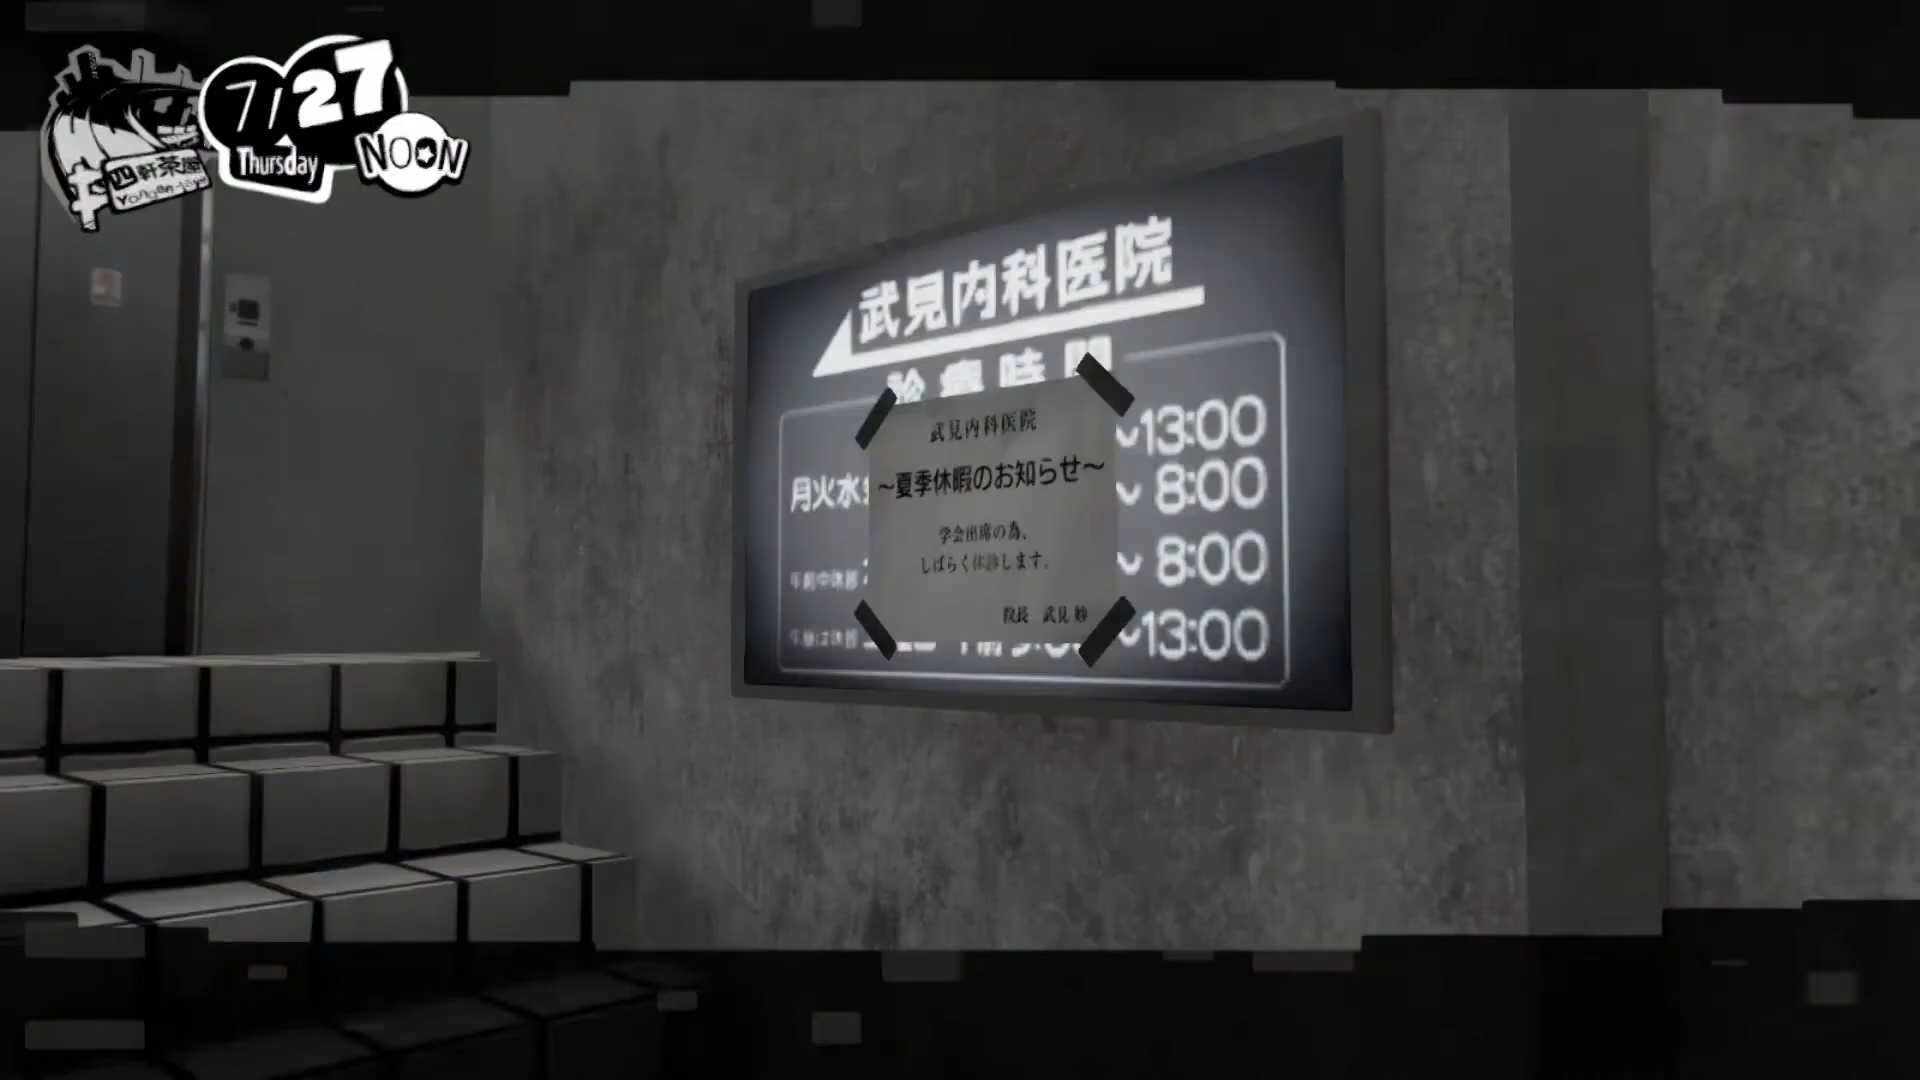 7/27
Thursday
NOON
四軒茶屋
Yongen-Jaya
武見内科医院
診療時間
~13:00
月火水
~ 8:00
~ 8:00
~13:00
武見内科医院
~夏季休暇のお知らせ~
学会出席の為、
しばらく休診します。
院長 武見 妙